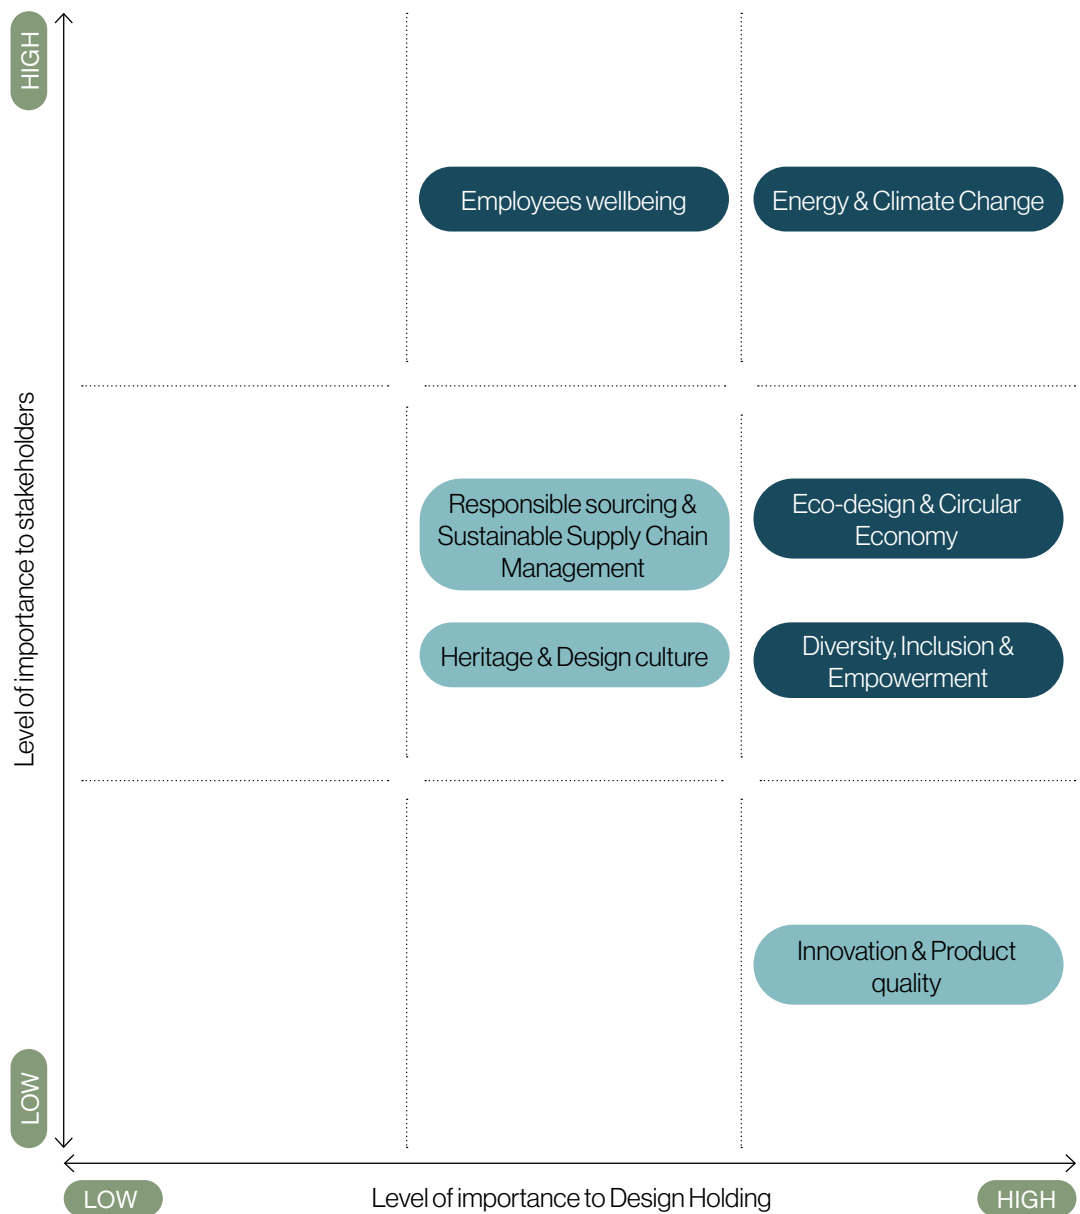 HIGH
Employees wellbeing
Energy & Climate Change
Level of importance to stakeholders
Responsible sourcing &
Sustainable Supply Chain
Management
Eco-design & Circular
Economy
Heritage & Design culture
Diversity, Inclusion &
Empowerment
Innovation & Product
quality
LOW
LOW
Level of importance to Design Holding
HIGH